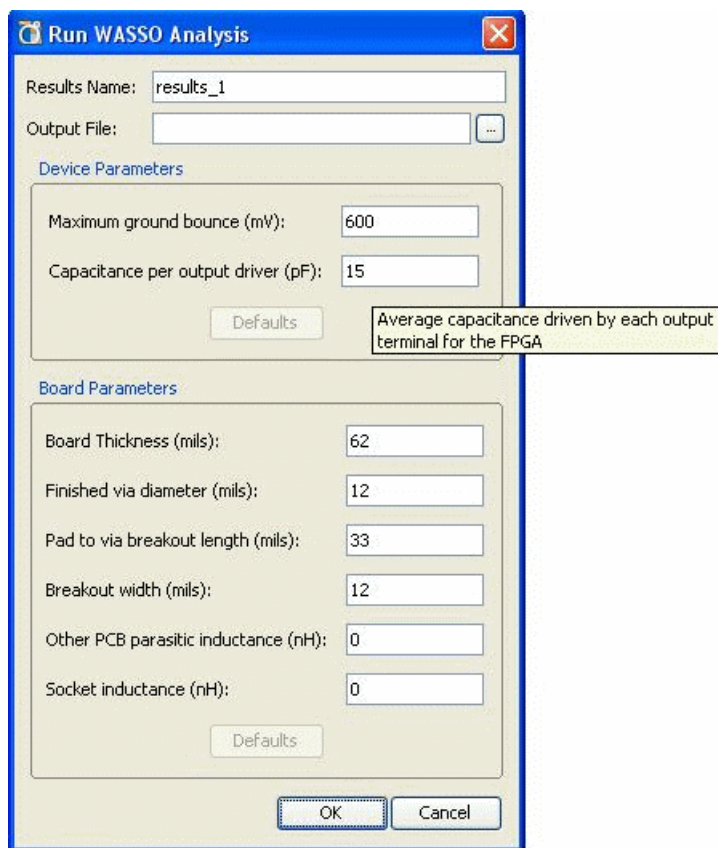 Run WASSO Analysis
Results Name: results_1
Output File: ...
Device Parameters
Maximum ground bounce (mV): 600
Capacitance per output driver (pF): 15
Defaults
Average capacitance driven by each output
terminal for the FPGA
Board Parameters
Board Thickness (mils): 62
Finished via diameter (mils): 12
Pad to via breakout length (mils): 33
Breakout width (mils): 12
Other PCB parasitic inductance (nH): 0
Socket inductance (nH): 0
Defaults
OK Cancel